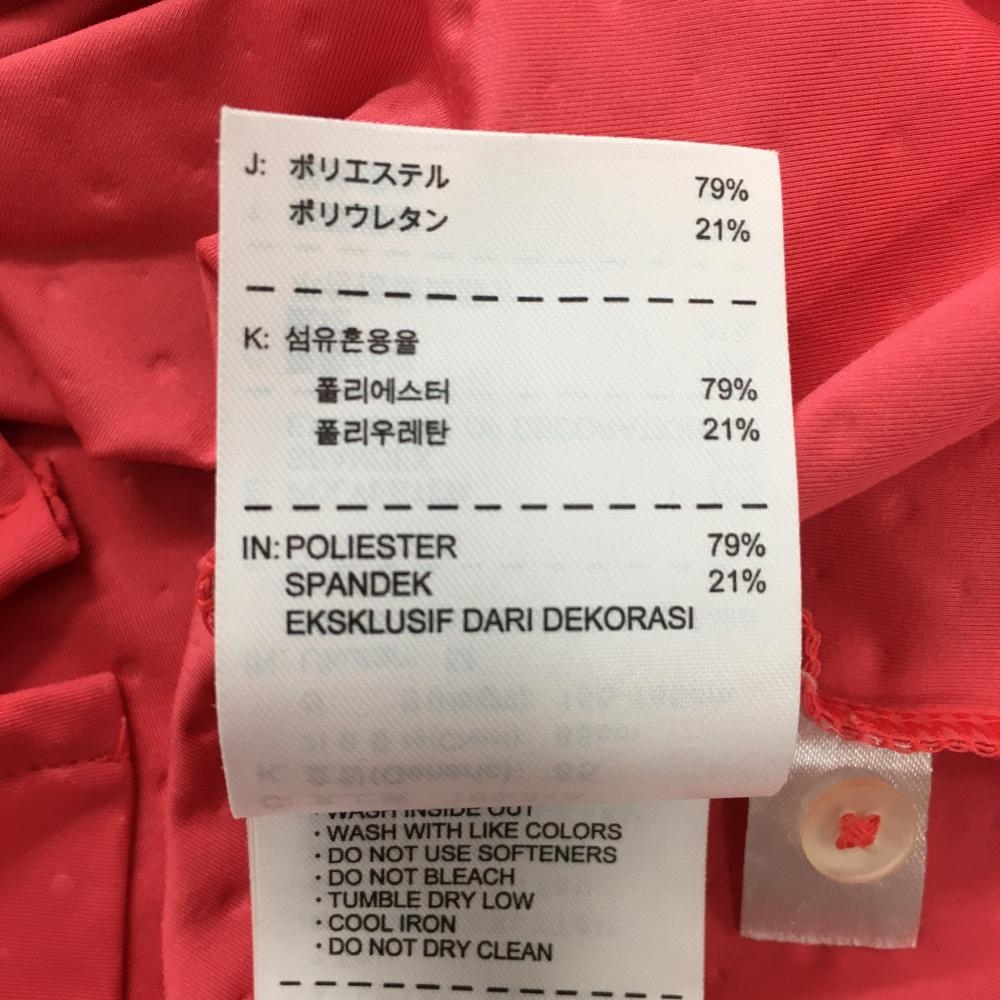 J: ポリエステル 79%
ポリウレタン 21%
K: 섬유혼용율
폴리에스터 79%
폴리우레탄 21%
IN: POLIESTER 79%
SPANDEK 21%
EKSKLUSIF DARI DEKORASI
· WASH INSIDE OUT
· WASH WITH LIKE COLORS
· DO NOT USE SOFTENERS
· DO NOT BLEACH
· TUMBLE DRY LOW
· COOL IRON
· DO NOT DRY CLEAN